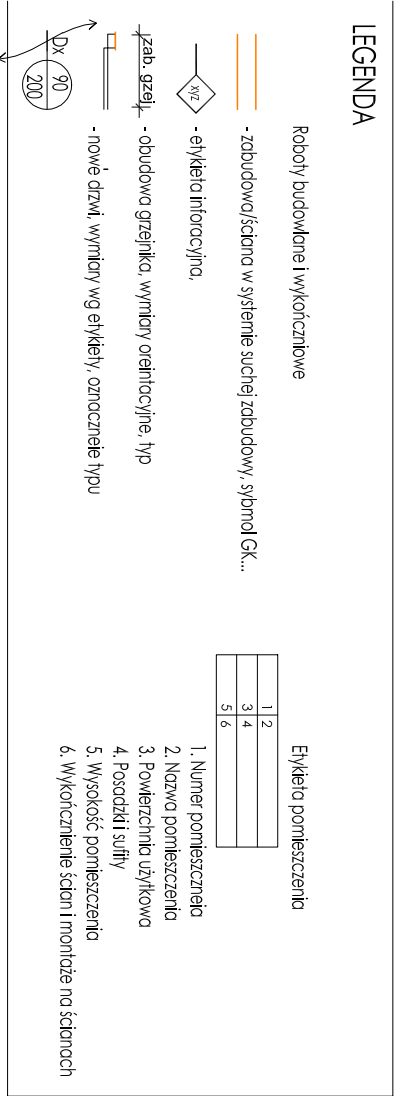 LEGENDA
Roboty budowlane i wykończniowe
- zabudowa/ściana w systemie suchej zabudowy, sybmol GK...
xyz
- etykieta inforacyjna,
zab. grzej.
- obudowa grzejnika, wymiary oreintacyjne, typ
- nowe drzwi, wymiary wg etykiety, oznacznele typu
Dx
90
200
Etykieta pomieszczenia
1 2
3 4
5 6
1. Numer pomieszczneia
2. Nazwa pomieszczenia
3. Powierzchnia użytkowa
4. Posadzki i sufity
5. Wysokość pomieszczenia
6. Wykończnienie ścian i montaże na ścianach